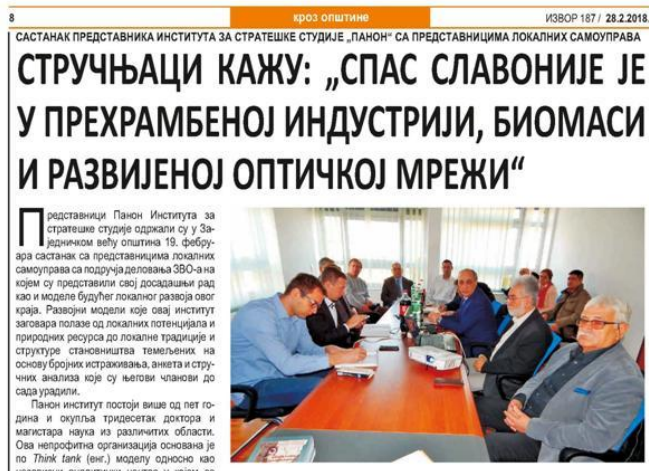 8
кроз општине
ИЗВОР 187 / 28.2.2018.
САСТАНАК ПРЕДСТАВНИКА ИНСТИТУТА ЗА СТРАТЕШКЕ СТУДИЈЕ „ПАНОН“ СА ПРЕДСТАВНИЦИМА ЛОКАЛНИХ САМОУПРАВА
СТРУЧЊАЦИ КАЖУ: „СПАС СЛАВОНИЈЕ ЈЕ
У ПРЕХРАМБЕНОЈ ИНДУСТРИЈИ, БИОМАСИ
И РАЗВИЈЕНОЈ ОПТИЧКОЈ МРЕЖИ“
Представници Панон Института за
стратешке студије одржали су у За-
једничком већу општина 19. фебру-
ара састанак са представницима локалних
самоуправа са подручја деловања ЗВО-а на
којем су представили свој досадашњи рад
као и моделе будућег локалног развоја овог
краја. Развојни модели које овај институт
заговара полазе од локалних потенцијала и
природних ресурса до локалне традиције и
структуре становништва темељених на
основу бројних истраживања, анкета и стру-
чних анализа које су његови чланови до
сада урадили.
Панон институт постоји више од пет го-
дина и окупља тридесетак доктора и
магистара наука из различитих области.
Ова непрофитна организација основана је
по Think tank (енг.) моделу односно као